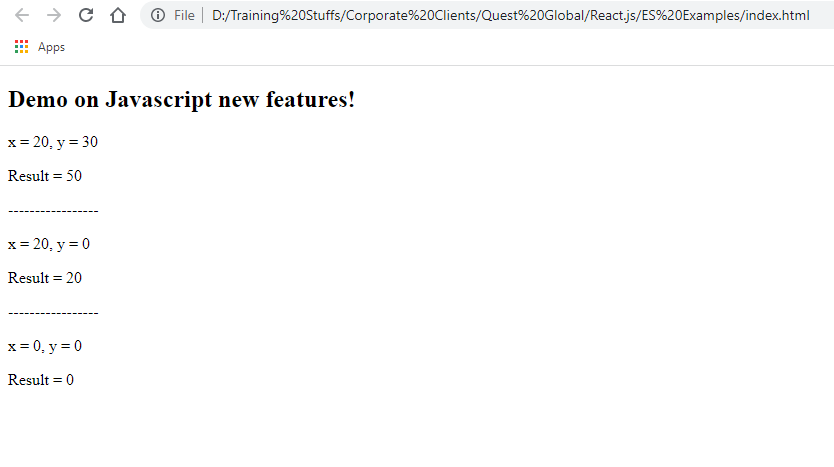 File D:/Training%20Stuffs/Corporate%20Clients/Quest%20Global/React.js/ES%20Examples/index.html
Apps
Demo on Javascript new features!
x = 20, y = 30
Result = 50
-----------------
x = 20, y = 0
Result = 20
-----------------
x = 0, y = 0
Result = 0